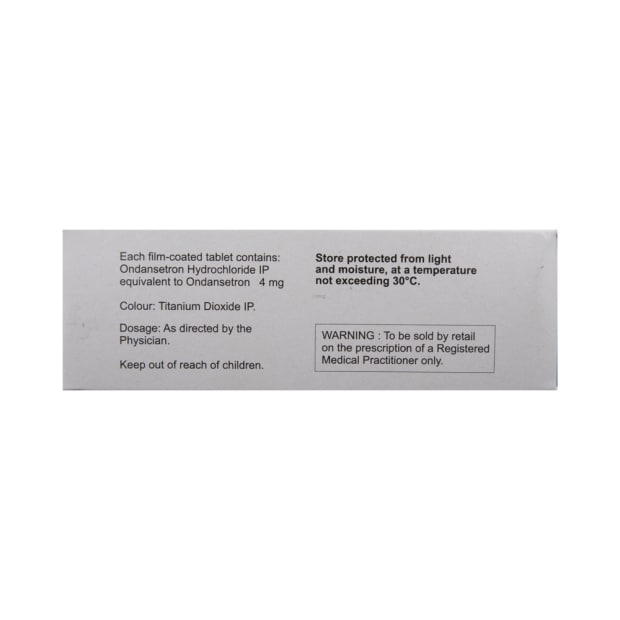 Each film-coated tablet contains:
Ondansetron Hydrochloride IP
equivalent to Ondansetron 4 mg
Colour: Titanium Dioxide IP.
Dosage: As directed by the
Physician.
Keep out of reach of children.
Store protected from light
and moisture, at a temperature
not exceeding 30°C.
WARNING : To be sold by retail
on the prescription of a Registered
Medical Practitioner only.